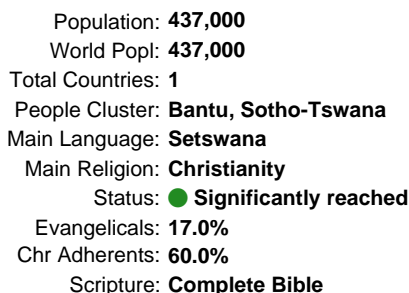 Population: 437,000
World Popl: 437,000
Total Countries: 1
People Cluster: Bantu, Sotho-Tswana
Main Language: Setswana
Main Religion: Christianity
Status: Significantly reached
Evangelicals: 17.0%
Chr Adherents: 60.0%
Scripture: Complete Bible